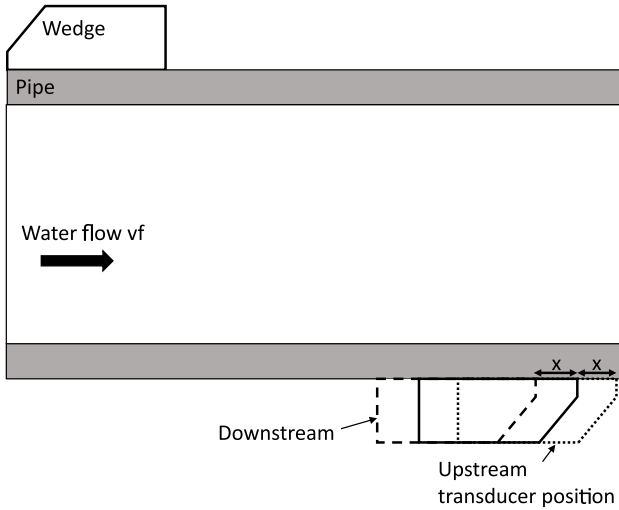 Wedge
Pipe
Water flow vf
x x
Downstream
Upstream
transducer position